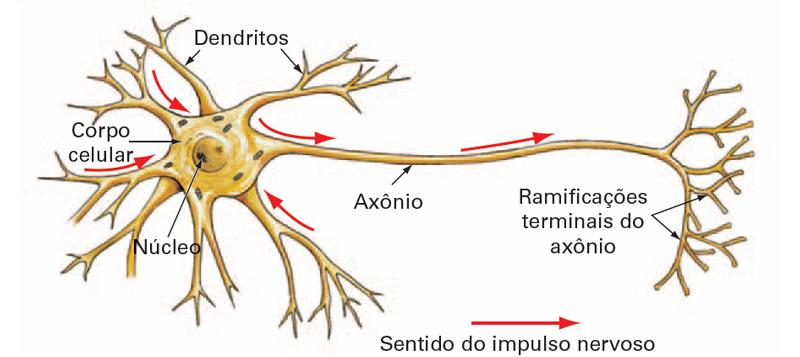 Dendritos
Corpo
celular
Núcleo
Axônio
Ramificações
terminais do
axônio
Sentido do impulso nervoso